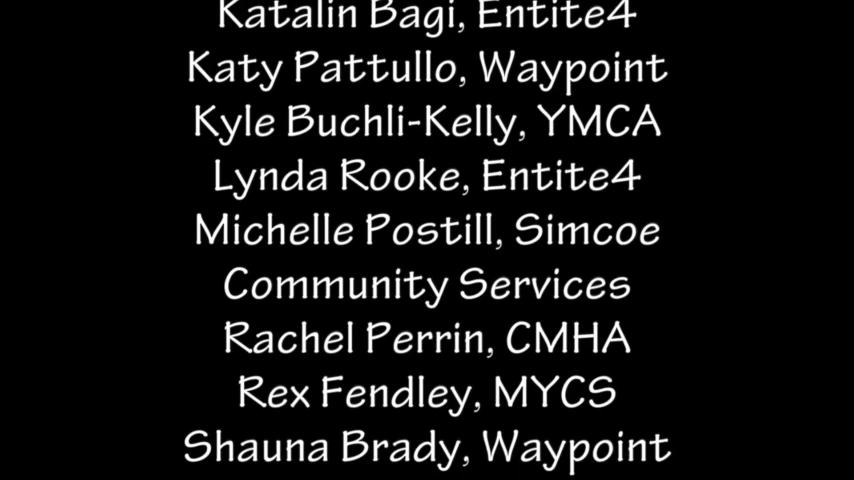 Katalin Bagi, Entite4
Katy Pattullo, Waypoint
Kyle Buchli-Kelly, YMCA
Lynda Rooke, Entite4
Michelle Postill, Simcoe
Community Services
Rachel Perrin, CMHA
Rex Fendley, MYCS
Shauna Brady, Waypoint